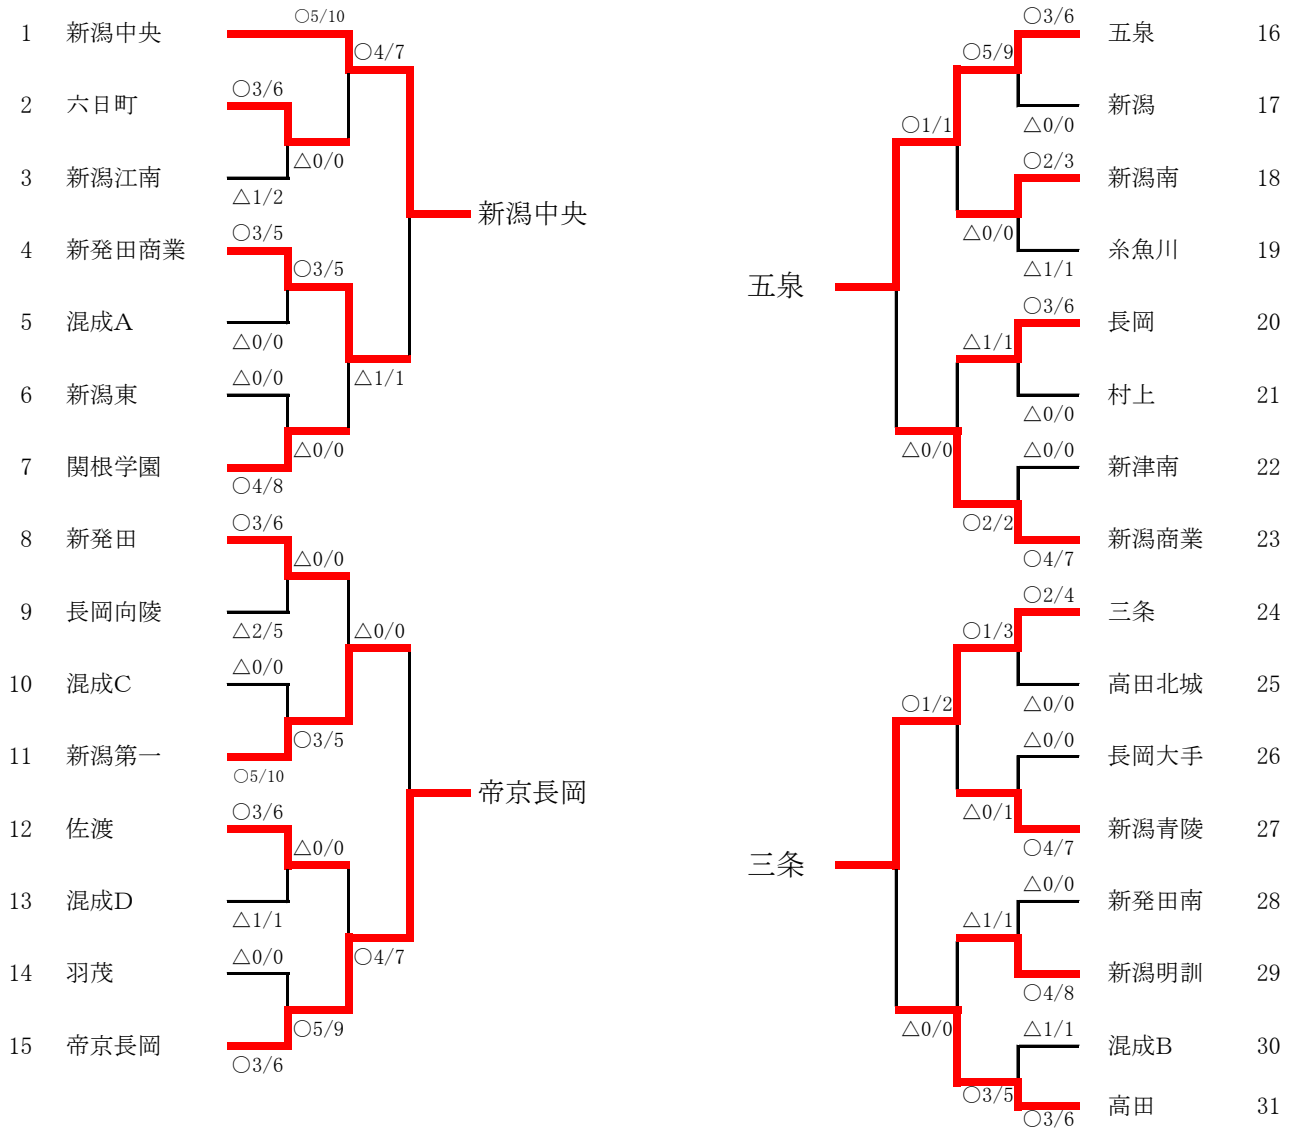 ○5/10
1 新潟中央
○4/7
○3/6
2 六日町
△0/0
3 新潟江南
△1/2
新潟中央
○3/5
4 新発田商業
○3/5
5 混成A
△0/0
△0/0
△1/1
6 新潟東
△0/0
7 関根学園
○4/8
○3/6
8 新発田
△0/0
9 長岡向陵
△2/5
△0/0
△0/0
10 混成C
○3/5
11 新潟第一
○5/10
帝京長岡
○3/6
12 佐渡
△0/0
13 混成D
△1/1
△0/0
○4/7
14 羽茂
○5/9
15 帝京長岡
○3/6
○3/6
五泉 16
○5/9
新潟 17
△0/0
○1/1
○2/3
新潟南 18
△0/0
糸魚川 19
△1/1
五泉
○3/6
長岡 20
△1/1
村上 21
△0/0
△0/0
△0/0
新津南 22
○2/2
新潟商業 23
○4/7
○2/4
三条 24
○1/3
高田北城 25
△0/0
○1/2
△0/0
長岡大手 26
△0/1
新潟青陵 27
○4/7
三条
△0/0
新発田南 28
△1/1
新潟明訓 29
○4/8
△0/0
△1/1
混成B 30
○3/5
高田 31
○3/6